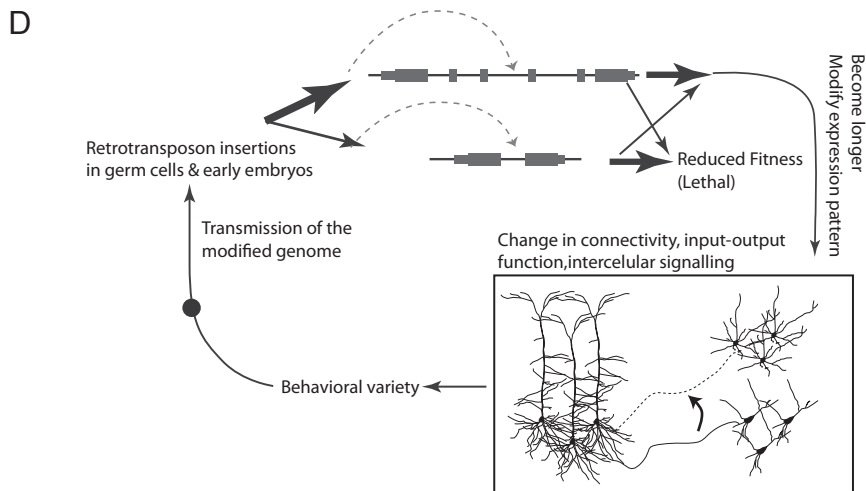 D
Become longer
Modify expression pattern
Retrotransposon insertions
in germ cells & early embryos
Reduced Fitness
(Lethal)
Transmission of the
modified genome
Change in connectivity, input-output
function,intercelular signalling
Behavioral variety